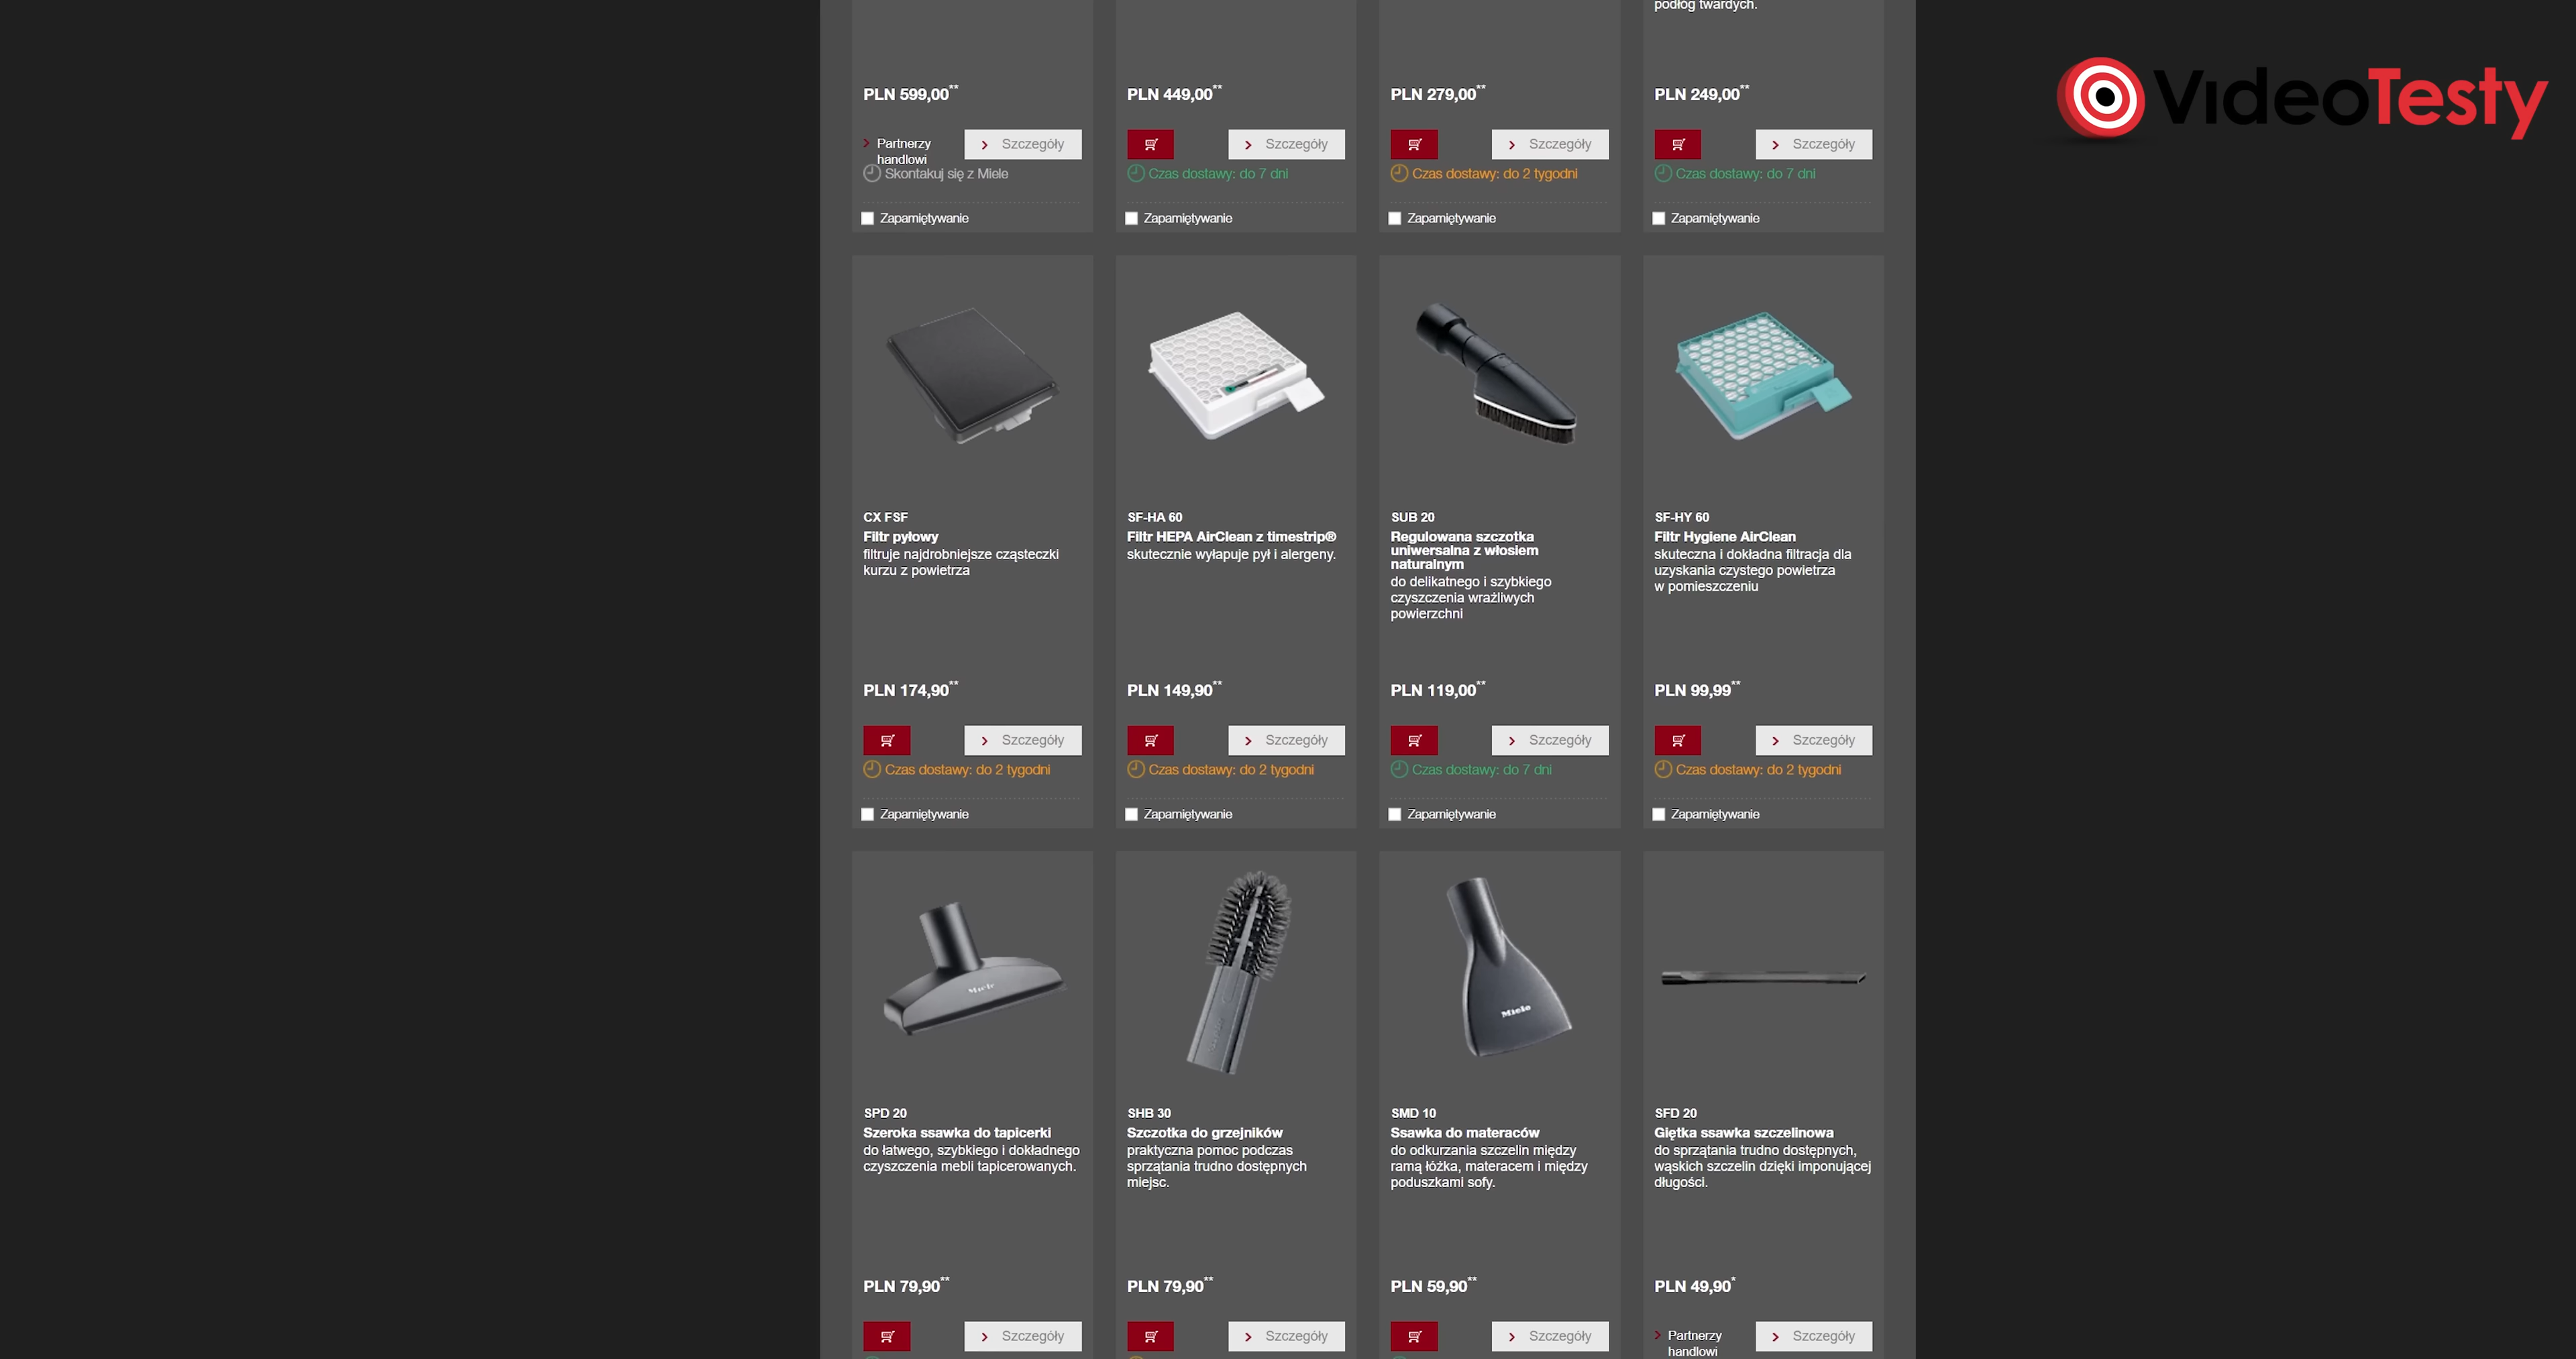 podłóg twardych.
VideoTesty
PLN 599,00**
PLN 449,00**
PLN 279,00**
PLN 249,00**
Partnerzy
handlowi
Szczegóły
Szczegóły
Szczegóły
Szczegóły
Skontakuj się z Miele
Czas dostawy: do 7 dni
Czas dostawy: do 2 tygodni
Czas dostawy: do 7 dni
Zapamiętywanie
Zapamiętywanie
Zapamiętywanie
Zapamiętywanie
CX FSF
Filtr pyłowy
filtruje najdrobniejsze cząsteczki
kurzu z powietrza
SF-HA 60
Filtr HEPA AirClean z timestrip®
skutecznie wyłapuje pył i alergeny.
SUB 20
Regulowana szczotka
uniwersalna z włosiem
naturalnym
do delikatnego i szybkiego
czyszczenia wrażliwych
powierzchni
SF-HY 60
Filtr Hygiene AirClean
skuteczna i dokładna filtracja dla
uzyskania czystego powietrza
w pomieszczeniu
PLN 174,90**
PLN 149,90**
PLN 119,00**
PLN 99,99**
Szczegóły
Szczegóły
Szczegóły
Szczegóły
Czas dostawy: do 2 tygodni
Czas dostawy: do 2 tygodni
Czas dostawy: do 7 dni
Czas dostawy: do 2 tygodni
Zapamiętywanie
Zapamiętywanie
Zapamiętywanie
Zapamiętywanie
Miele
Miele
SPD 20
Szeroka ssawka do tapicerki
do łatwego, szybkiego i dokładnego
czyszczenia mebli tapicerowanych.
SHB 30
Szczotka do grzejników
praktyczna pomoc podczas
sprzątania trudno dostępnych
miejsc.
SMD 10
Ssawka do materaców
do odkurzania szczelin między
ramą łóżka, materacem i między
poduszkami sofy.
SFD 20
Giętka ssawka szczelinowa
do sprzątania trudno dostępnych,
wąskich szczelin dzięki imponującej
długości.
PLN 79,90**
PLN 79,90**
PLN 59,90**
PLN 49,90*
Szczegóły
Szczegóły
Szczegóły
Partnerzy
handlowi
Szczegóły